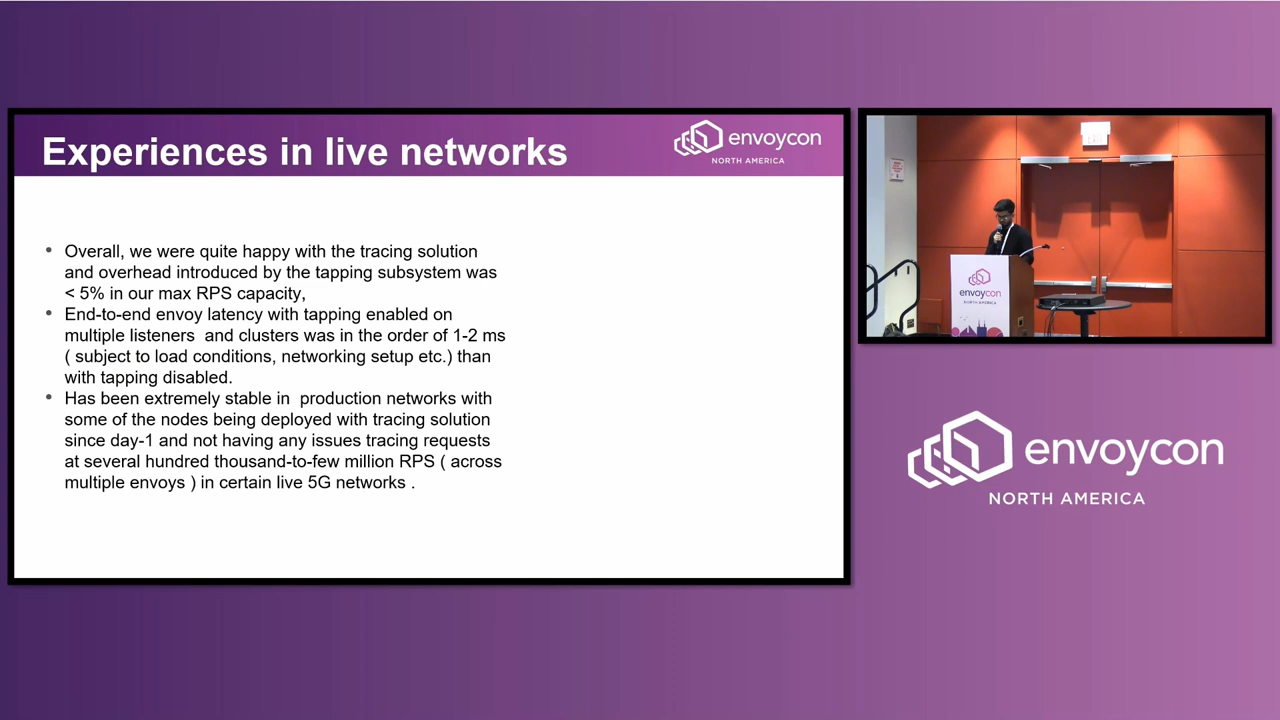 Experiences in live networks
envoycon
NORTH AMERICA
• Overall, we were quite happy with the tracing solution
and overhead introduced by the tapping subsystem was
< 5% in our max RPS capacity,
• End-to-end envoy latency with tapping enabled on
multiple listeners and clusters was in the order of 1-2 ms
( subject to load conditions, networking setup etc.) than
with tapping disabled.
• Has been extremely stable in production networks with
some of the nodes being deployed with tracing solution
since day-1 and not having any issues tracing requests
at several hundred thousand-to-few million RPS ( across
multiple envoys ) in certain live 5G networks .
envoycon
NORTH AMERICA
envoycon
NORTH AMERICA